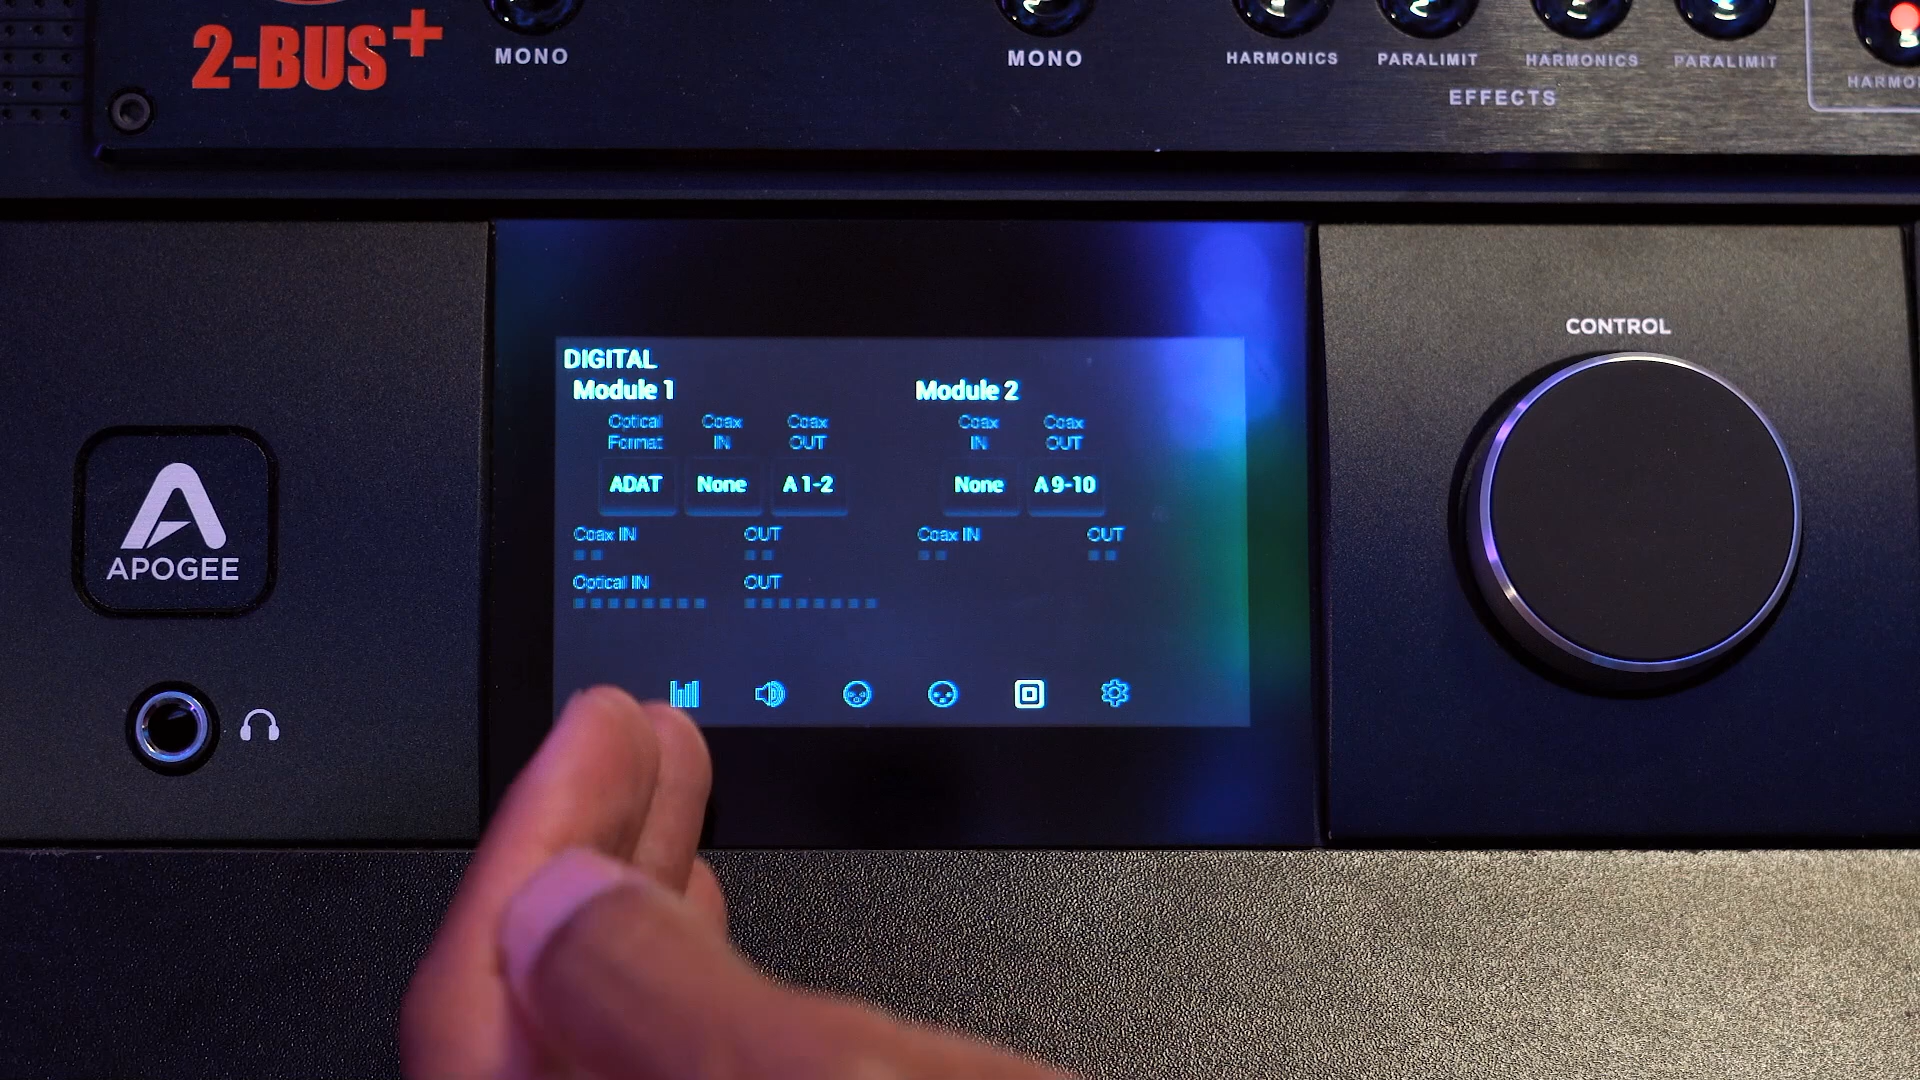 2-BUS+
MONO
MONO
HARMONICS
PARALIMIT
HARMONICS
PARALIMIT
EFFECTS
DIGITAL
Module 1
Optical Format
Coax IN
Coax OUT
ADAT
None
A 1-2
Coax IN
OUT
Optical IN
OUT
Module 2
Coax IN
Coax OUT
None
A 9-10
Coax IN
OUT
CONTROL
APOGEE